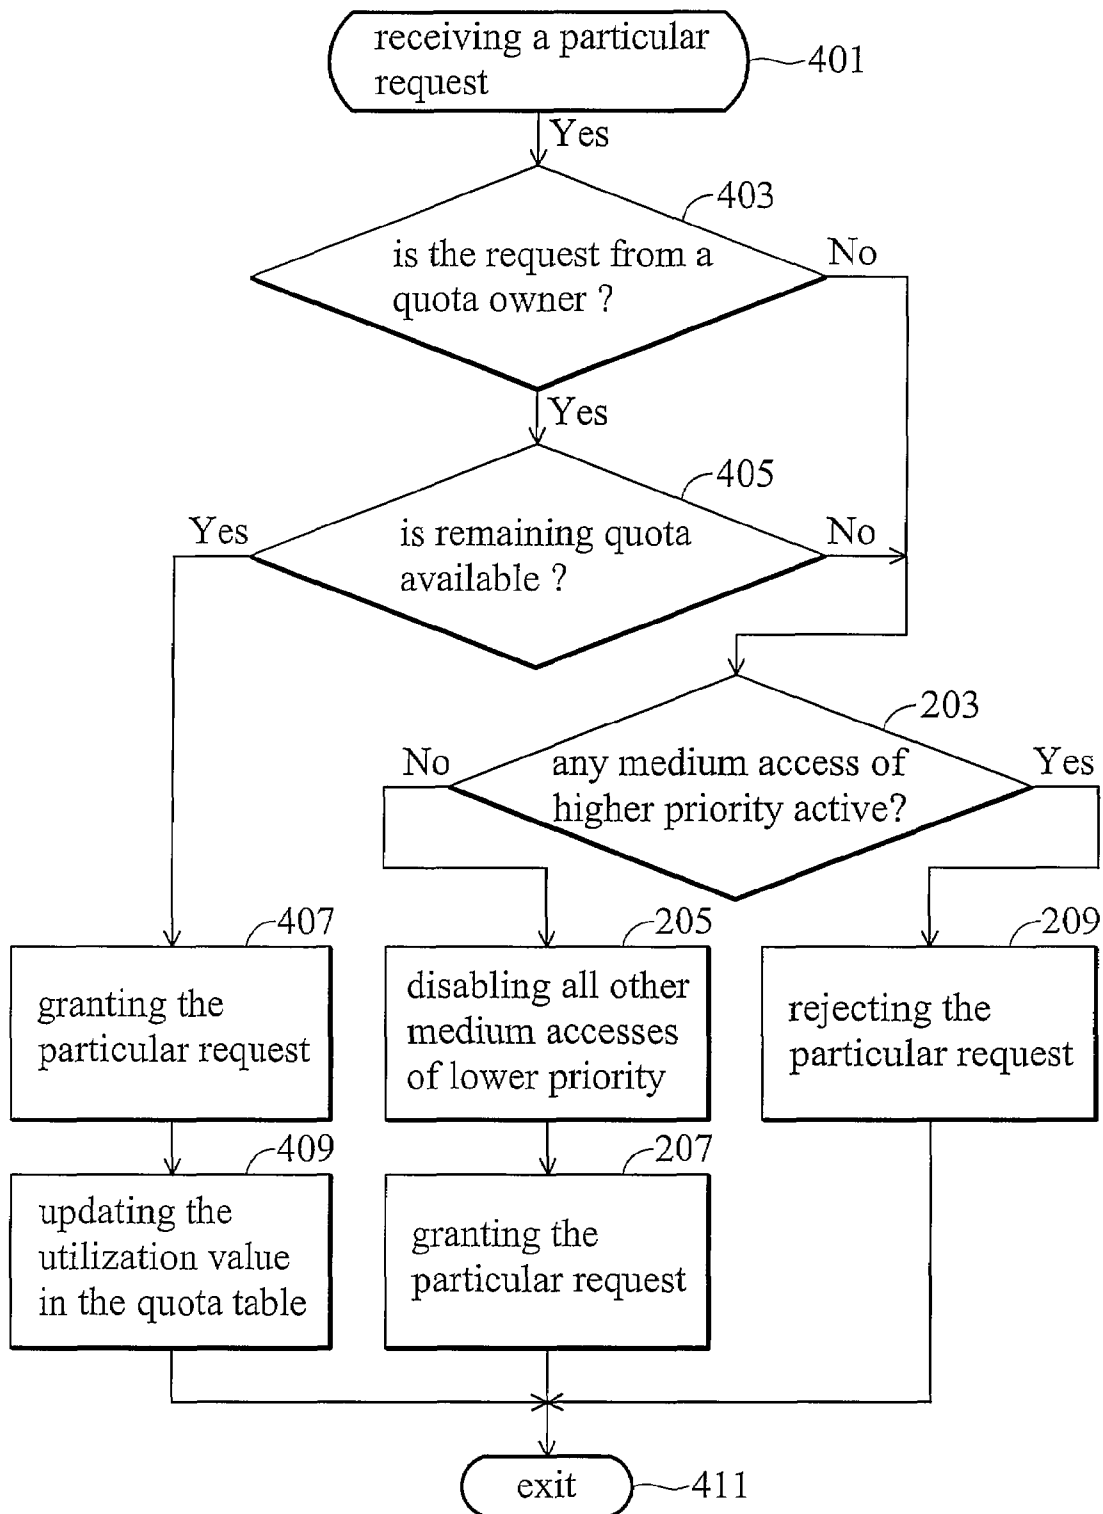 receiving a particular
request
401
Yes
403
is the request from a
quota owner ?
No
Yes
405
Yes
is remaining quota
available ?
No
203
No
any medium access of
higher priority active?
Yes
407
granting the
particular request
205
disabling all other
medium accesses
of lower priority
209
rejecting the
particular request
409
updating the
utilization value
in the quota table
207
granting the
particular request
exit
411